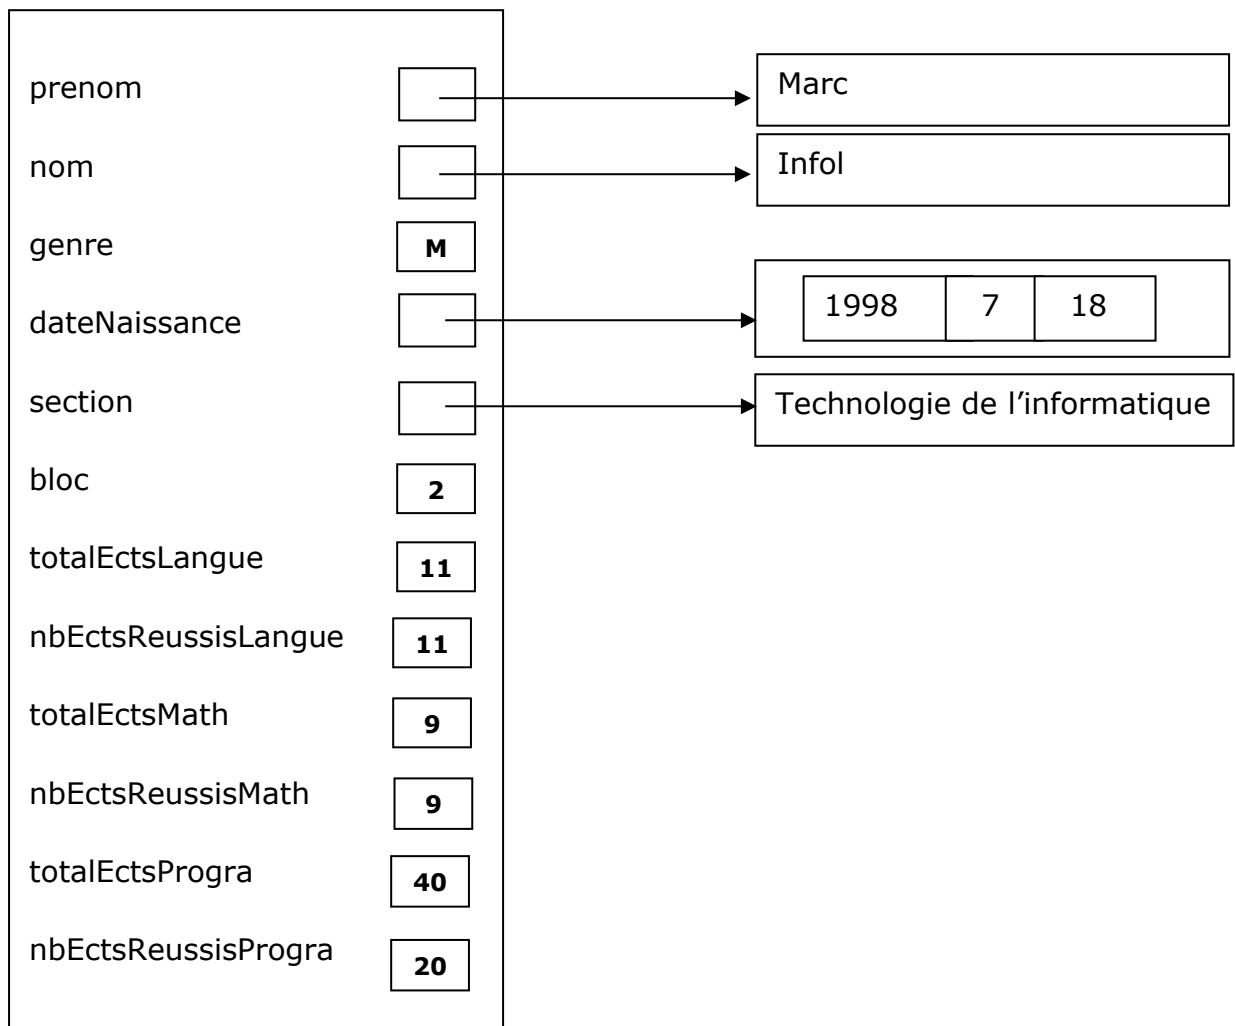 prenom Marc
nom Infol
genre M
dateNaissance 1998 7 18
section Technologie de l’informatique
bloc 2
totalEctsLangue 11
nbEctsReussisLangue 11
totalEctsMath 9
nbEctsReussisMath 9
totalEctsProgra 40
nbEctsReussisProgra 20